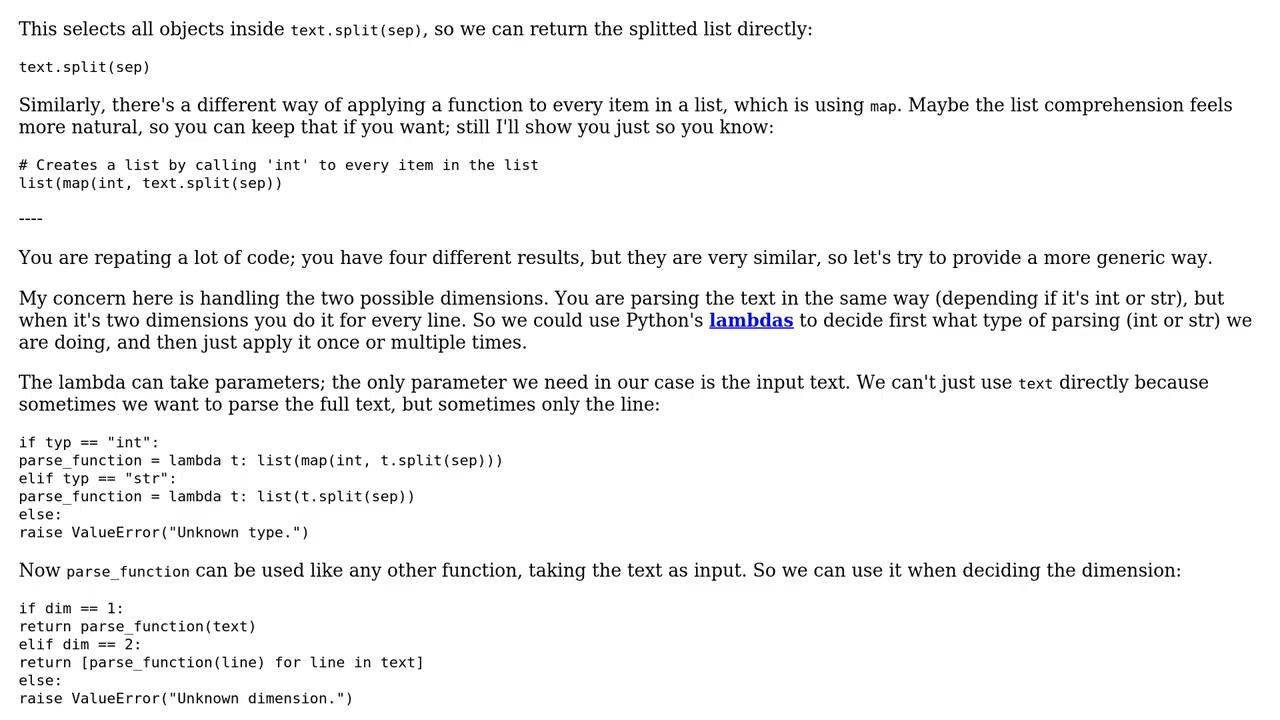 This selects all objects inside text.split(sep), so we can return the splitted list directly:
text.split(sep)
Similarly, there's a different way of applying a function to every item in a list, which is using map. Maybe the list comprehension feels
more natural, so you can keep that if you want; still I'll show you just so you know:
# Creates a list by calling 'int' to every item in the list
list(map(int, text.split(sep))
----
You are repating a lot of code; you have four different results, but they are very similar, so let's try to provide a more generic way.
My concern here is handling the two possible dimensions. You are parsing the text in the same way (depending if it's int or str), but
when it's two dimensions you do it for every line. So we could use Python's lambdas to decide first what type of parsing (int or str) we
are doing, and then just apply it once or multiple times.
The lambda can take parameters; the only parameter we need in our case is the input text. We can't just use text directly because
sometimes we want to parse the full text, but sometimes only the line:
if typ == "int":
parse_function = lambda t: list(map(int, t.split(sep)))
elif typ == "str":
parse_function = lambda t: list(t.split(sep))
else:
raise ValueError("Unknown type.")
Now parse_function can be used like any other function, taking the text as input. So we can use it when deciding the dimension:
if dim == 1:
return parse_function(text)
elif dim == 2:
return [parse_function(line) for line in text]
else:
raise ValueError("Unknown dimension.")